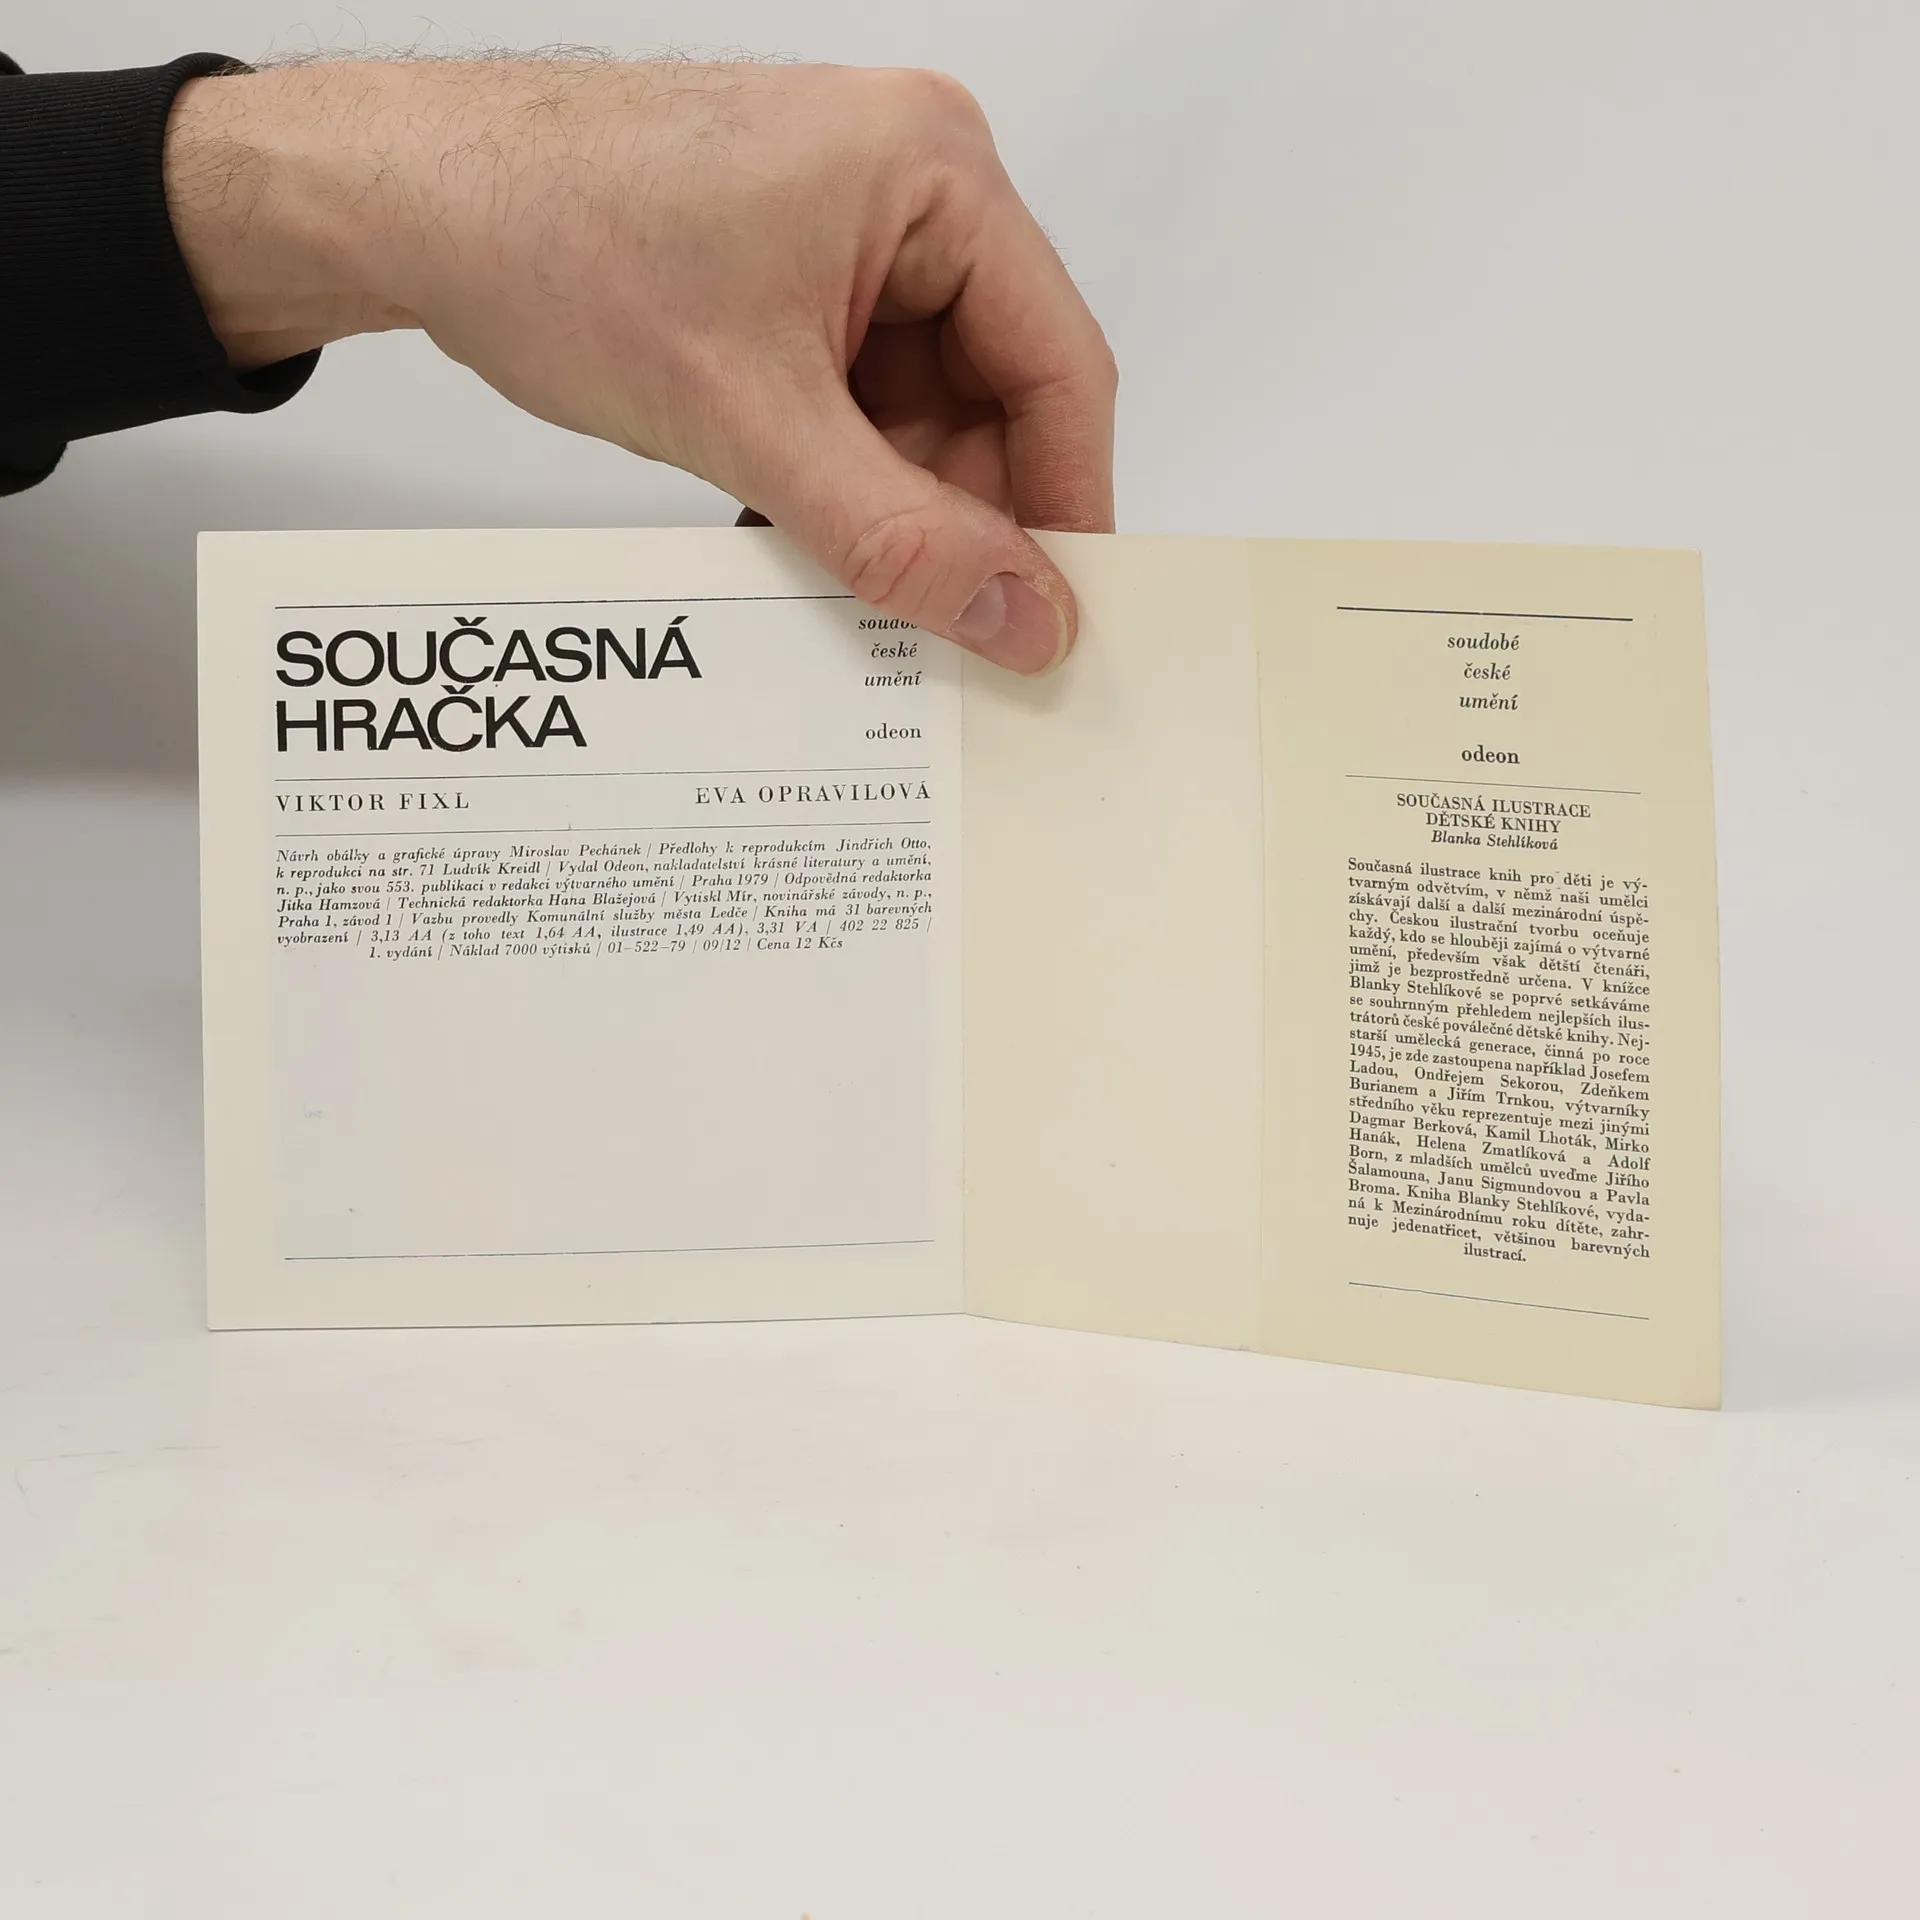 SOUČASNÁ
HRAČKA
české
umění
odeon
VIKTOR FIXL
EVA OPRAVILOVÁ
Návrh obálky a grafické úpravy Miroslav Pechánek / Předlohy k reprodukcím Jindřich Otto,
k reprodukci na str. 71 Ludvík Kreidl / Vydal Odeon, nakladatelství krásné literatury a umění,
n. p., jako svou 553. publikaci v redakci výtvarného umění / Praha 1979 / Odpovědná redaktorka
Jitka Hamzová / Technická redaktorka Hana Blažejová / Vytiskl Mír, novinářské závody, n. p.,
Praha 1, závod 1 / Vazbu provedly Komunální služby města Ledče / Kniha má 31 barevných
vyobrazení / 3,13 AA (z toho text 1,64 AA, ilustrace 1,49 AA), 3,31 VA / 402 22 825 /
1. vydání / Náklad 7000 výtisků / 01-522-79 / 09/12 / Cena 12 Kčs
soudobé
české
umění
odeon
SOUČASNÁ ILUSTRACE
DĚTSKÉ KNIHY
Blanka Stehlíková
Současná ilustrace knih pro děti je vý-
tvarným odvětvím, v němž naši umělci
získávají další a další mezinárodní úspě-
chy. Českou ilustrační tvorbu oceňuje
každý, kdo se hlouběji zajímá o výtvarné
umění, především však dětští čtenáři,
jimž je bezprostředně určena. V knížce
Blanky Stehlíkové se poprvé setkáváme
se souhrnným přehledem nejlepších ilus-
trátorů české poválečné dětské knihy. Nej-
starší umělecká generace, činná po roce
1945, je zde zastoupena například Josefem
Ladou, Ondřejem Sekorou, Zdeňkem
Burianem a Jiřím Trnkou, výtvarníky
středního věku reprezentuje mezi jinými
Dagmar Berková, Kamil Lhoták, Mirko
Hanák, Helena Zmatlíková a Adolf
Born, z mladších umělců uveďme Jiřího
Šalamouna, Janu Sigmundovou a Pavla
Broma. Kniha Blanky Stehlíkové, vyda-
ná k Mezinárodnímu roku dítěte, zahr-
nuje jedenatřicet, většinou barevných
ilustrací.